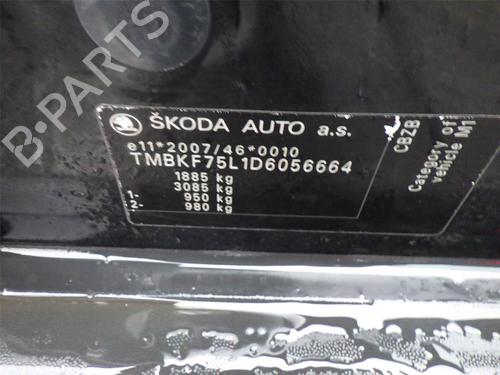 B-PARTS
ŠKODA AUTO a.s.
e11*2007/46*0010
TMBKF75L1D6056664
1885 kg
3085 kg
1- 950 kg
2- 980 kg
CBZB
Category of
vehicle M1